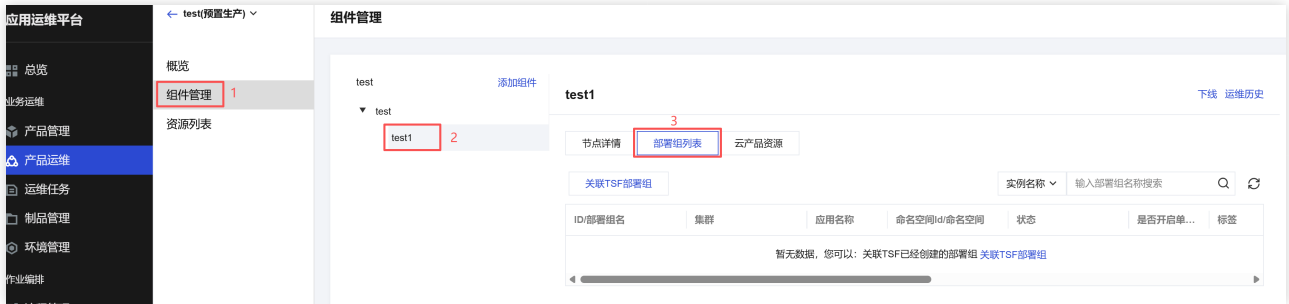 应用运维平台
总览
业务运维
产品管理
产品运维
运维任务
制品管理
环境管理
作业编排
← test(预置生产)
概览
组件管理 1
资源列表
组件管理
test 添加组件
test
test1 2
test1 下线 运维历史
3
节点详情 部署组列表 云产品资源
关联TSF部署组 实例名称 输入部署组名称搜索
ID/部署组名 集群 应用名称 命名空间Id/命名空间 状态 是否开启单... 标签
暂无数据，您可以：关联TSF已经创建的部署组 关联TSF部署组